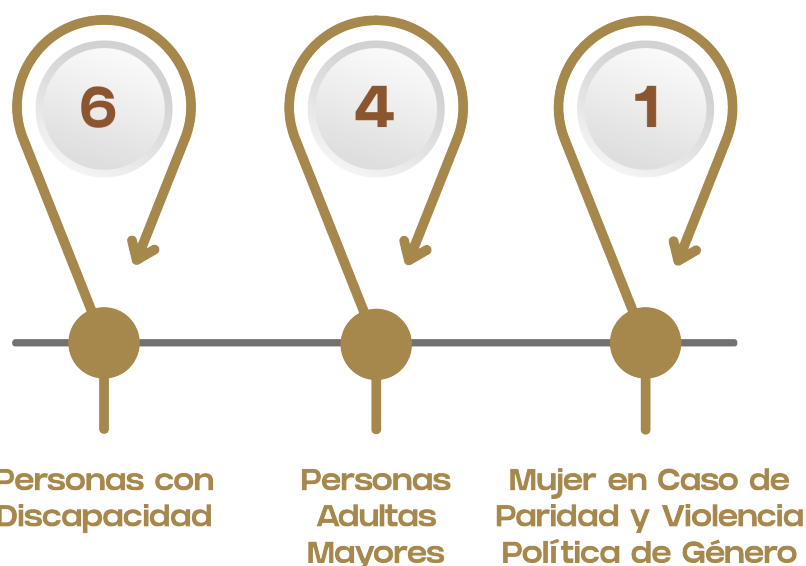 6
4
1
Personas con
Discapacidad
Personas
Adultas
Mayores
Mujer en Caso de
Paridad y Violencia
Política de Género